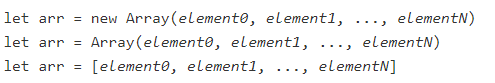 let arr = new Array(element0, element1, ..., elementN)
let arr = Array(element0, element1, ..., elementN)
let arr = [element0, element1, ..., elementN]